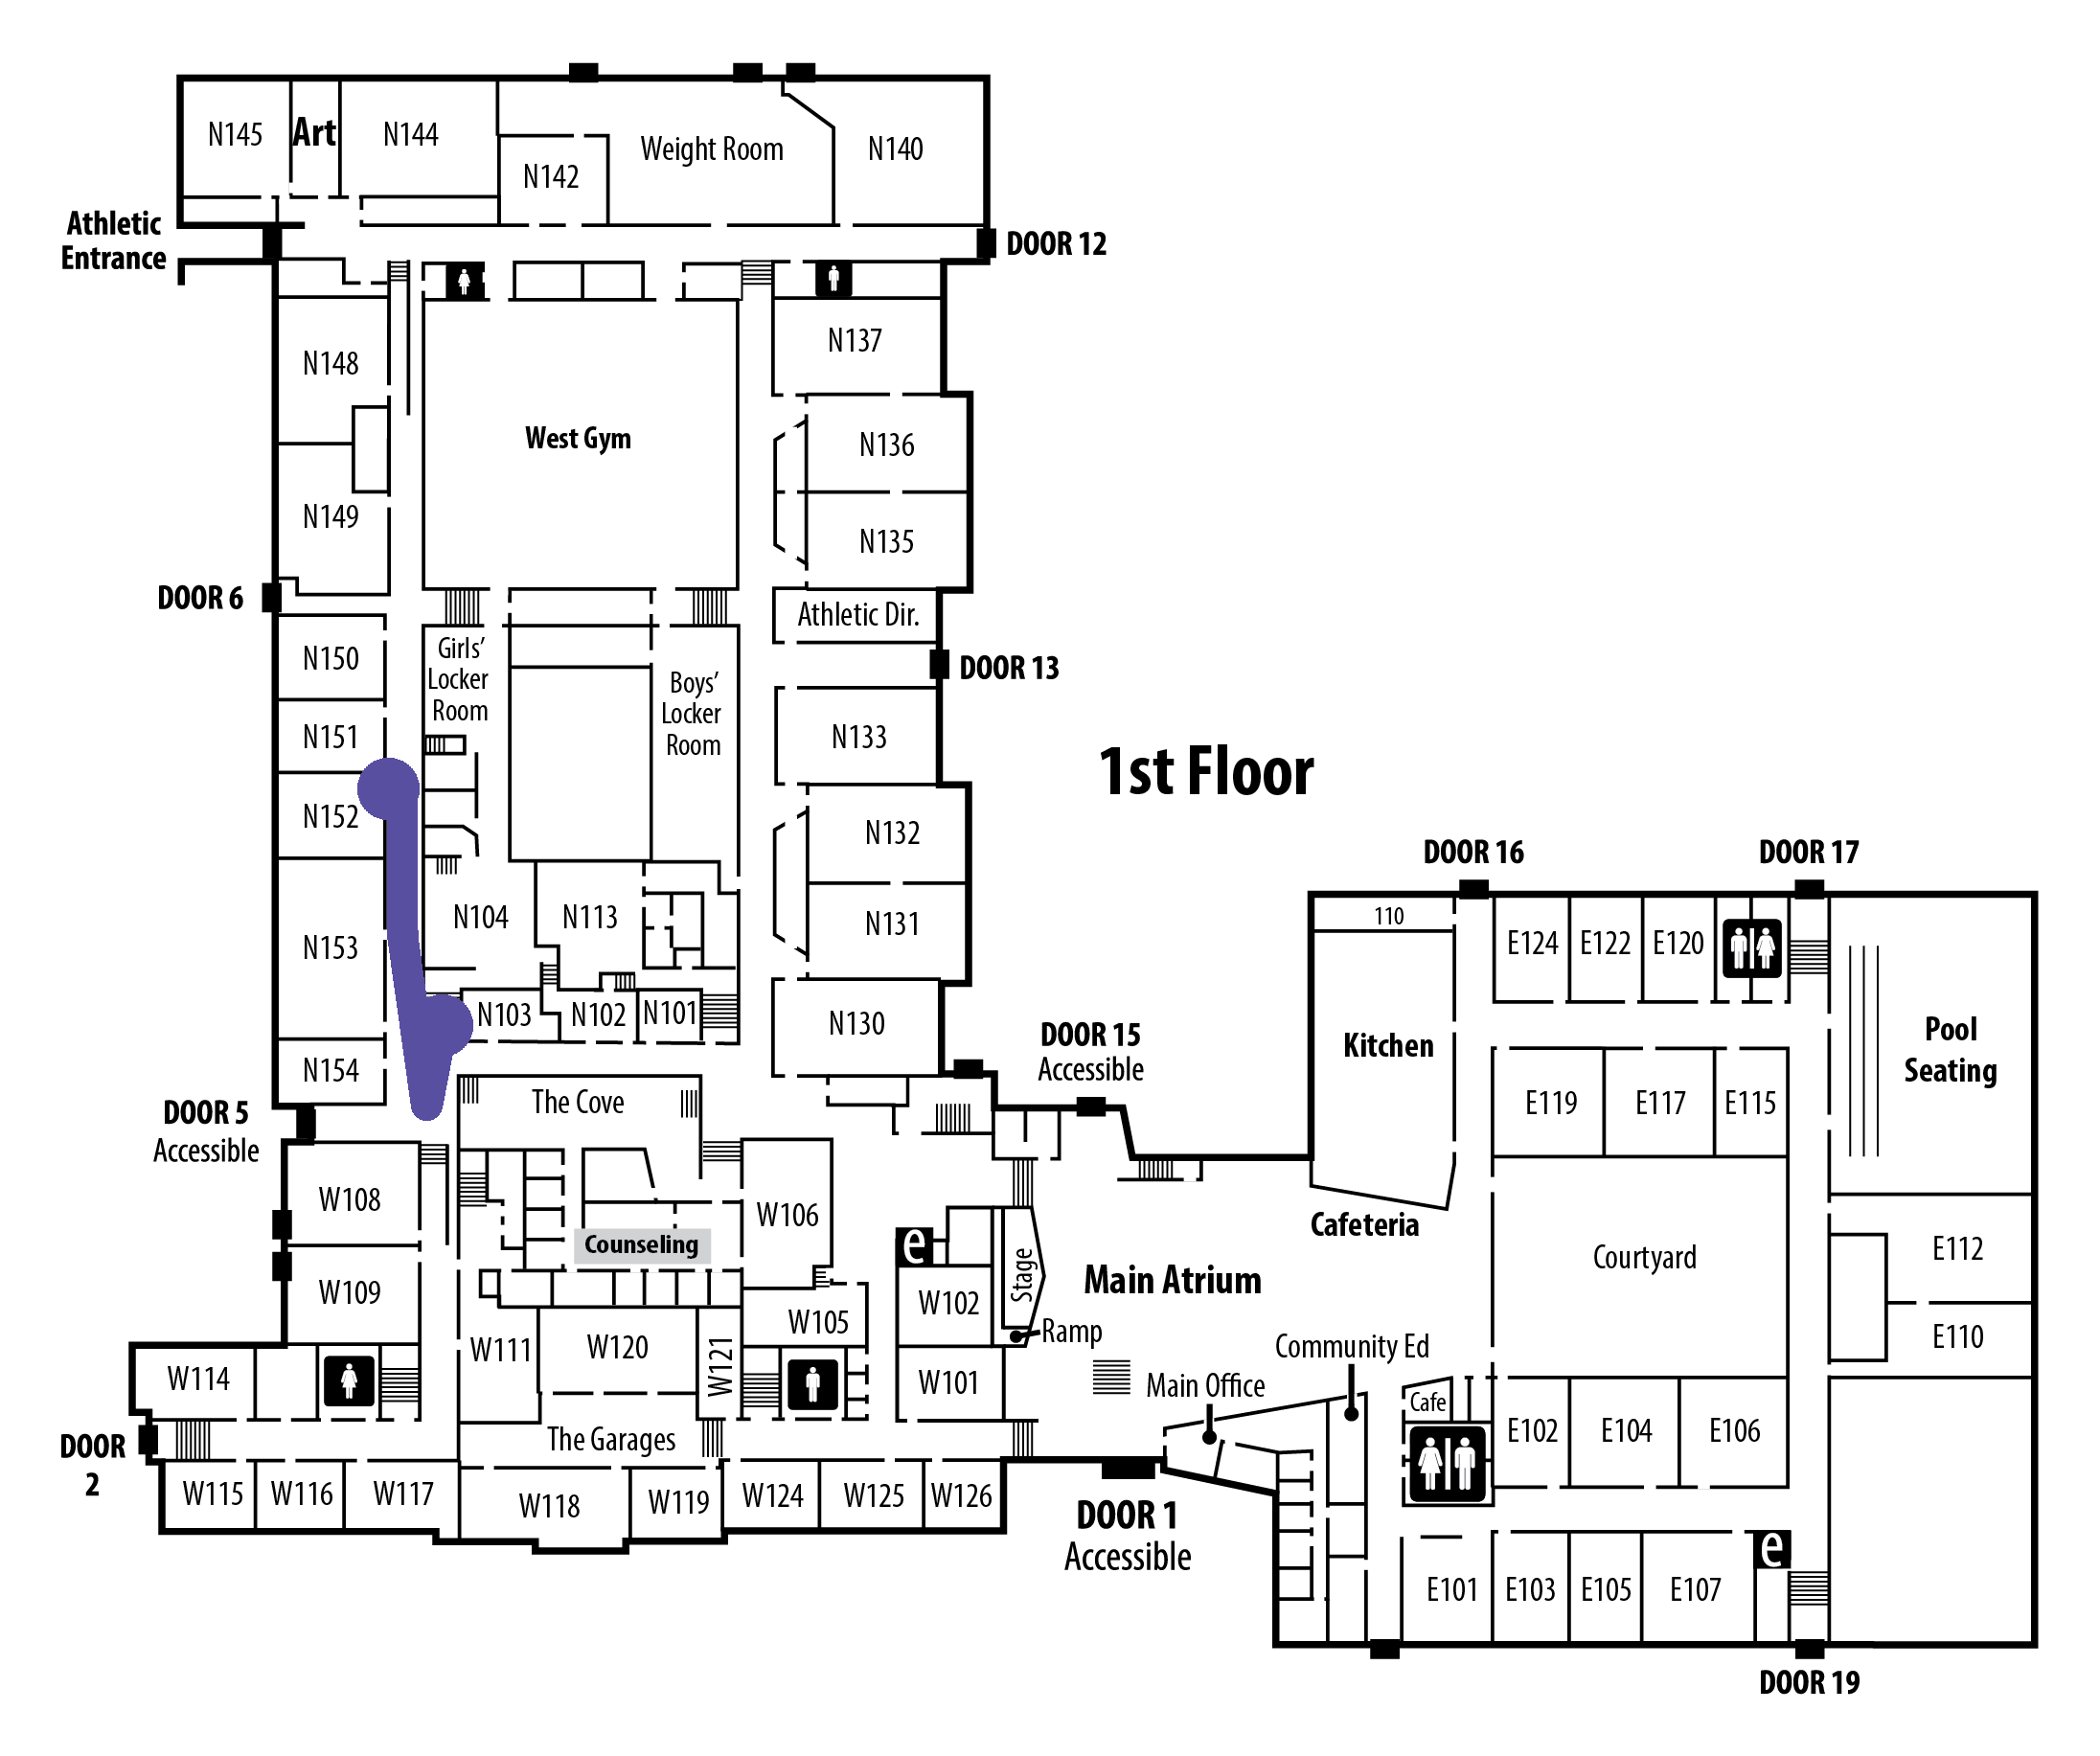 N145
Art
N144
N142
Weight Room
N140
Athletic
Entrance
DOOR 12
N148
N137
West Gym
N136
N149
N135
DOOR 6
Athletic Dir.
N150
Girls'
Locker
Room
Boys'
Locker
Room
DOOR 13
N151
N133
1st Floor
N152
N132
DOOR 16
DOOR 17
N104
N113
N131
110
E124
E122
E120
N153
N103
N102
N101
N130
DOOR 15
Accessible
Kitchen
Pool
Seating
N154
The Cove
E119
E117
E115
DOOR 5
Accessible
W108
W106
Cafeteria
Counseling
e
Courtyard
E112
W109
Stage
Main Atrium
W102
W105
Ramp
E110
W111
W120
W121
Community Ed
W114
W101
Main Office
Cafe
E102
E104
E106
The Garages
DOOR
2
W115
W116
W117
W118
W119
W124
W125
W126
DOOR 1
Accessible
e
E101
E103
E105
E107
DOOR 19